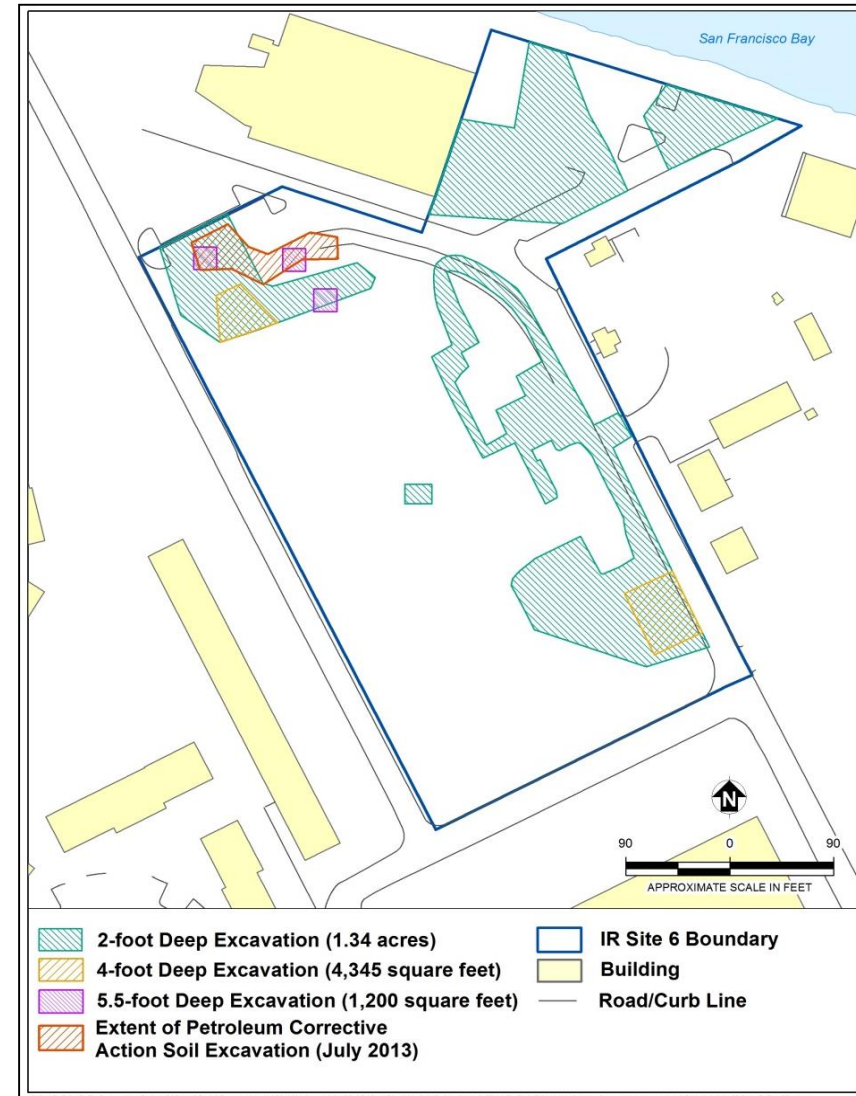 San Francisco Bay
N
90 0 90
APPROXIMATE SCALE IN FEET
2-foot Deep Excavation (1.34 acres)
4-foot Deep Excavation (4,345 square feet)
5.5-foot Deep Excavation (1,200 square feet)
Extent of Petroleum Corrective
Action Soil Excavation (July 2013)
IR Site 6 Boundary
Building
Road/Curb Line